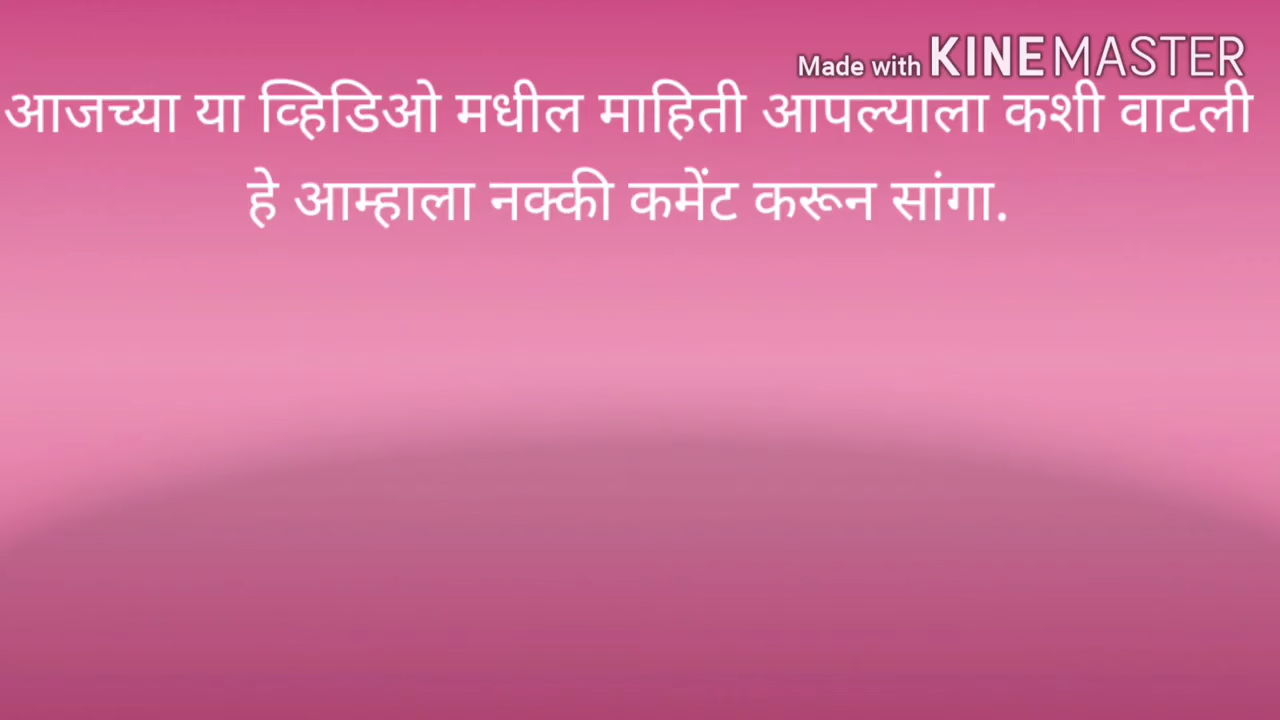 Made with KINEMASTER
आजच्या या व्हिडिओ मधील माहिती आपल्याला कशी वाटली
हे आम्हाला नक्की कमेंट करून सांगा.